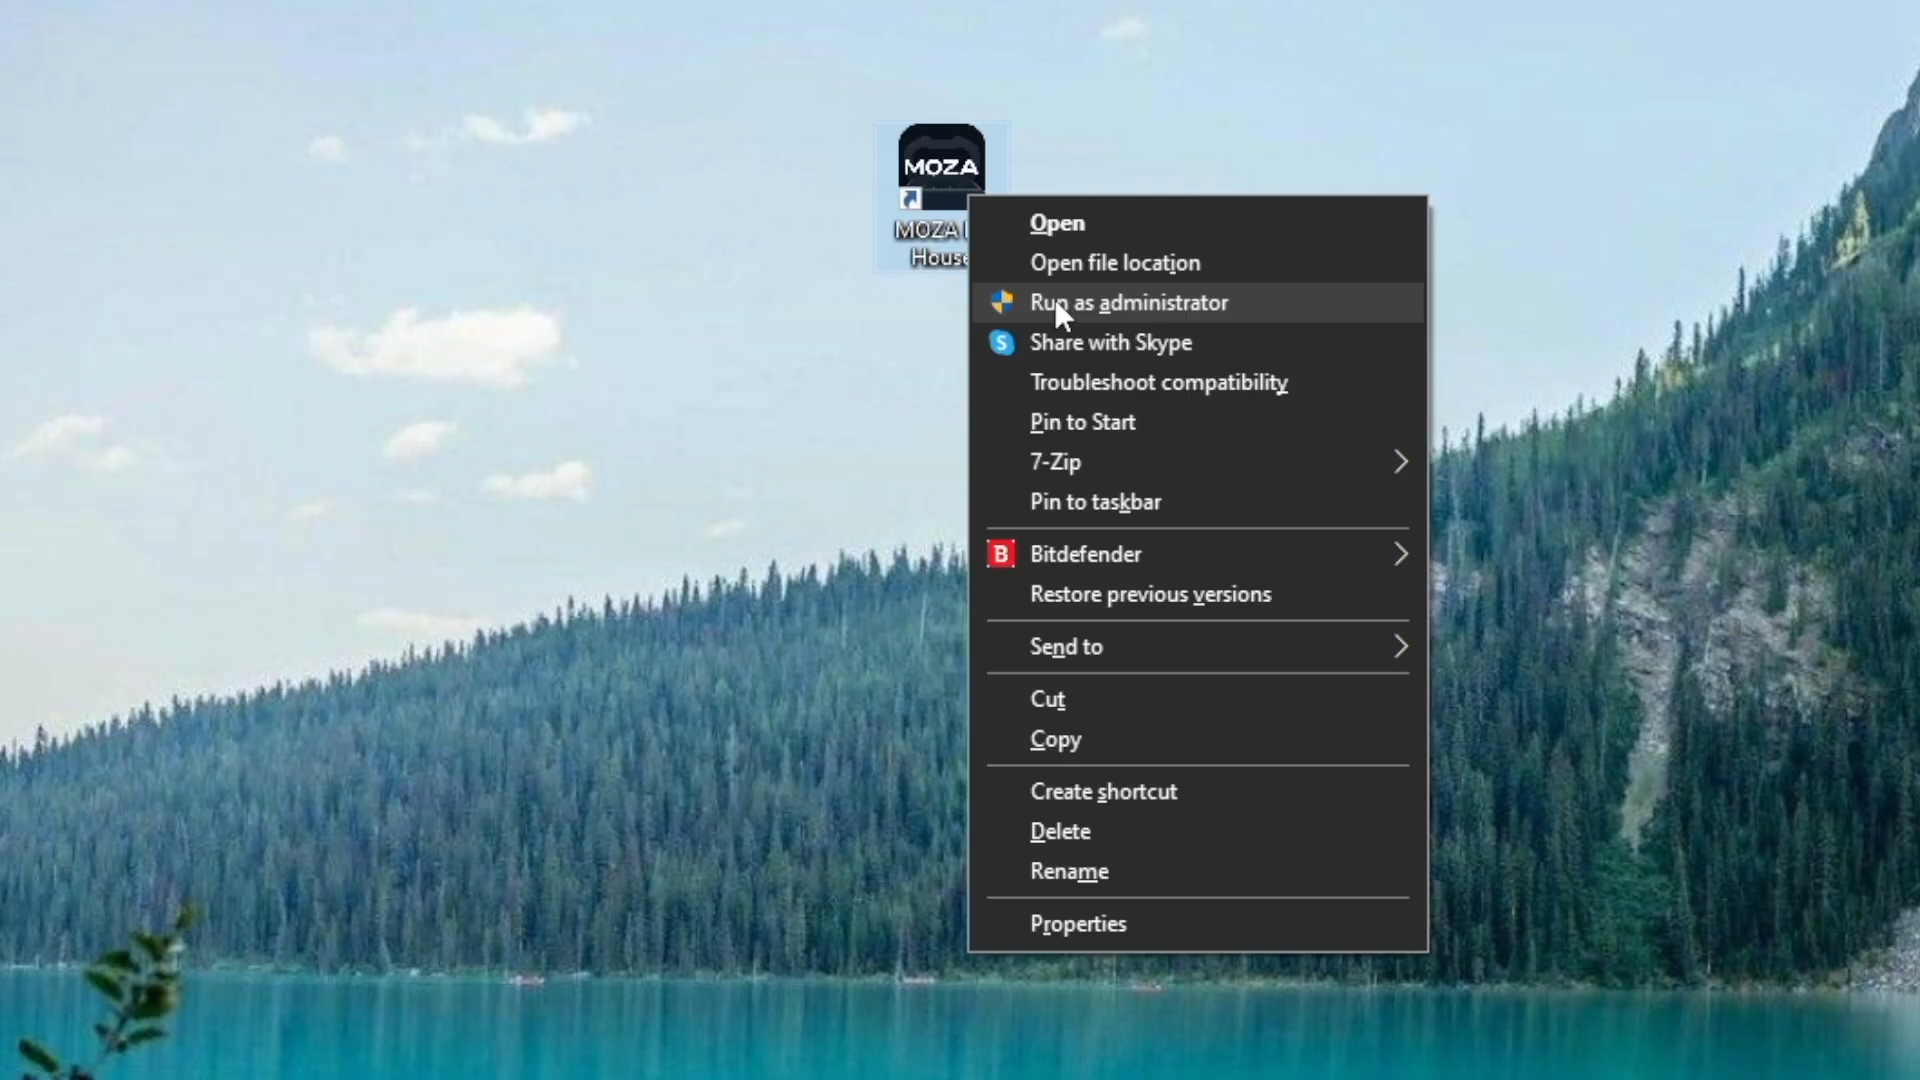 MOZA
MOZA
House
Open
Open file location
Run as administrator
S
Share with Skype
Troubleshoot compatibility
Pin to Start
7-Zip
Pin to taskbar
B
Bitdefender
Restore previous versions
Send to
Cut
Copy
Create shortcut
Delete
Rename
Properties